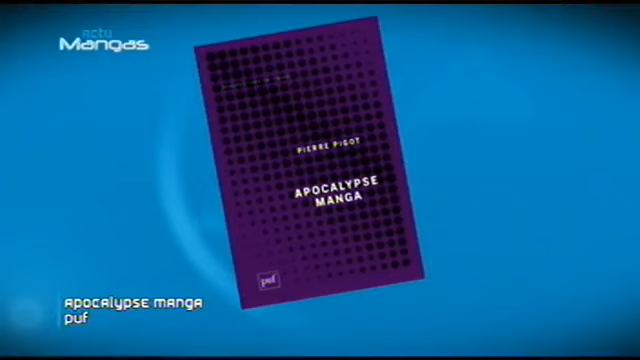 actu
Mangas
PIERRE PIGOT
APOCALYPSE
MANGA
puf
APOCALYPSE MANGA
puf